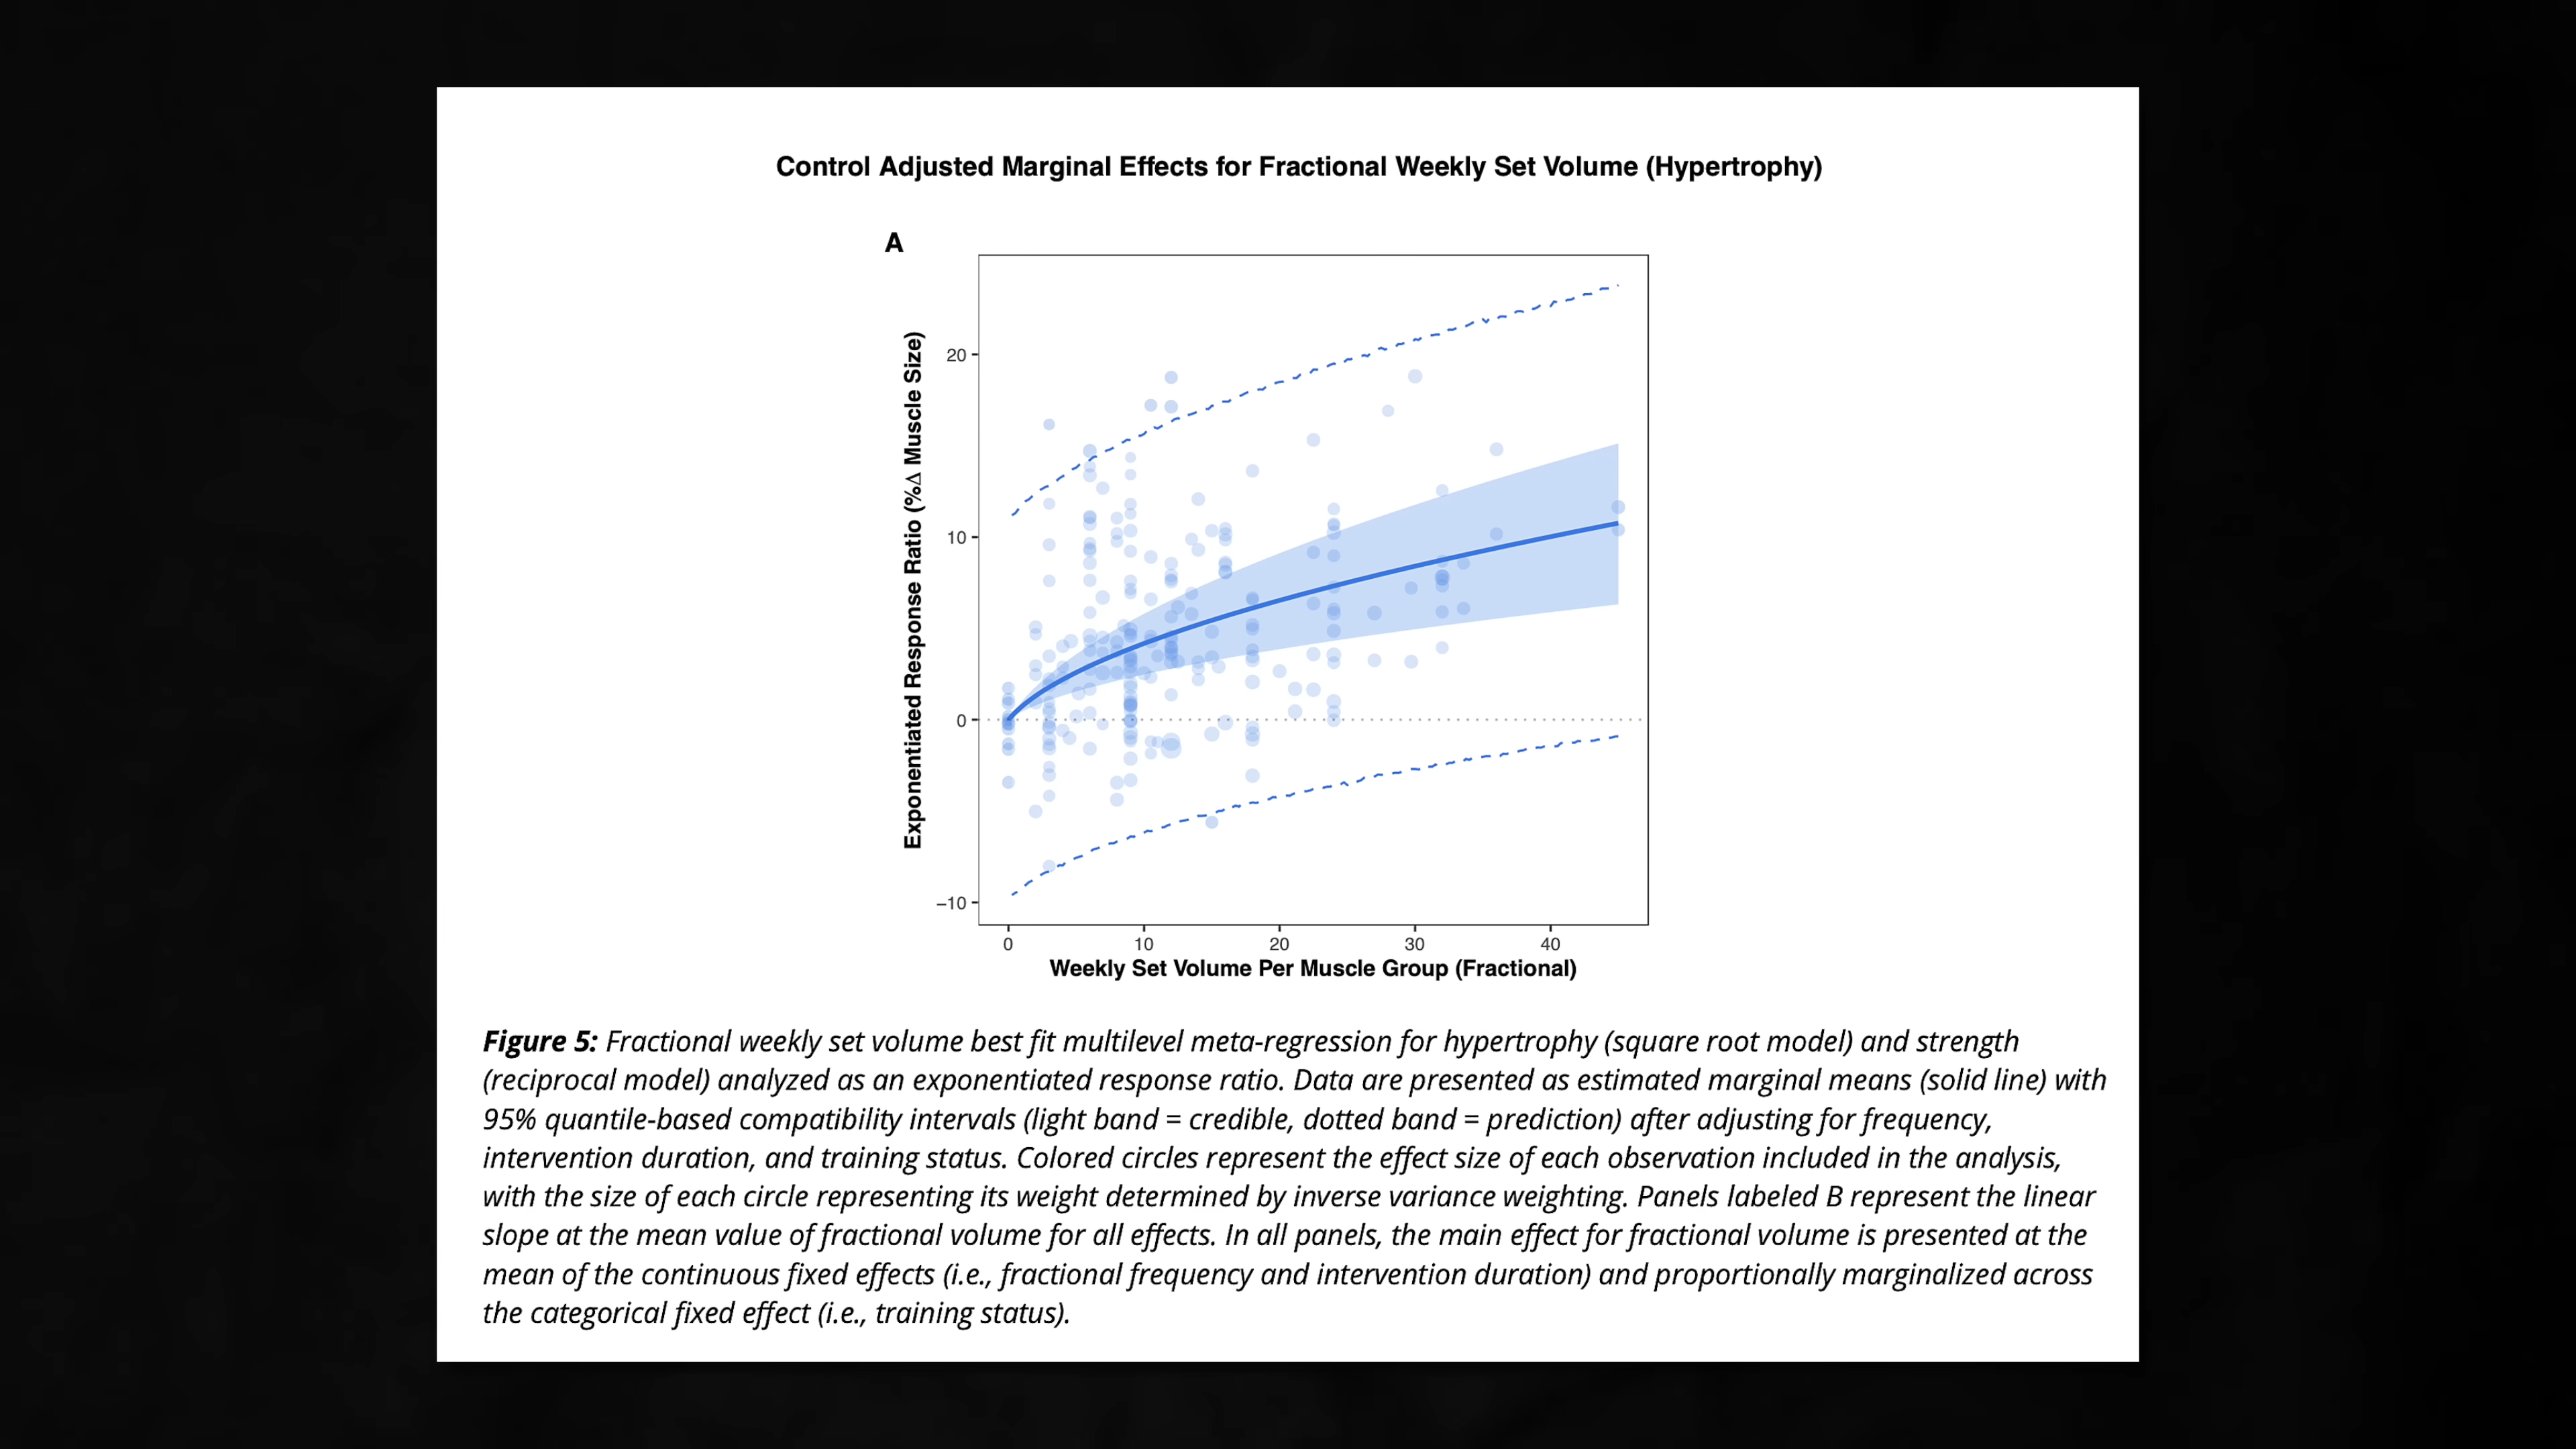 Control Adjusted Marginal Effects for Fractional Weekly Set Volume (Hypertrophy)
A
Exponentiated Response Ratio (%Δ Muscle Size)
20
10
0
−10
0 10 20 30 40
Weekly Set Volume Per Muscle Group (Fractional)
Figure 5: Fractional weekly set volume best fit multilevel meta-regression for hypertrophy (square root model) and strength
(reciprocal model) analyzed as an exponentiated response ratio. Data are presented as estimated marginal means (solid line) with
95% quantile-based compatibility intervals (light band = credible, dotted band = prediction) after adjusting for frequency,
intervention duration, and training status. Colored circles represent the effect size of each observation included in the analysis,
with the size of each circle representing its weight determined by inverse variance weighting. Panels labeled B represent the linear
slope at the mean value of fractional volume for all effects. In all panels, the main effect for fractional volume is presented at the
mean of the continuous fixed effects (i.e., fractional frequency and intervention duration) and proportionally marginalized across
the categorical fixed effect (i.e., training status).